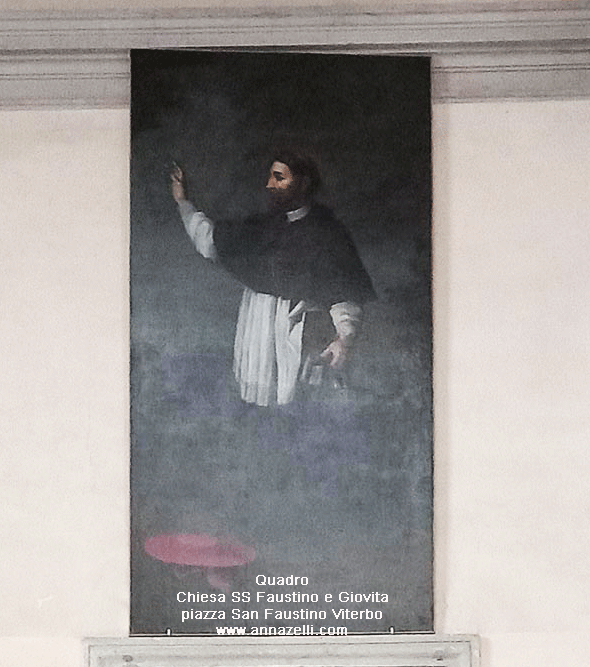 Quadro
Chiesa SS Faustino e Giovita
piazza San Faustino Viterbo
www.annazelli.com